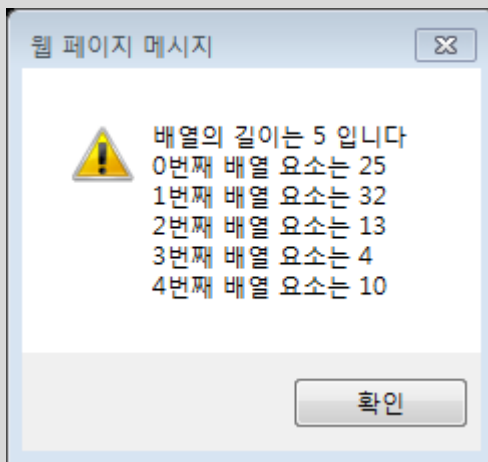 웹 페이지 메시지
배열의 길이는 5 입니다
0번째 배열 요소는 25
1번째 배열 요소는 32
2번째 배열 요소는 13
3번째 배열 요소는 4
4번째 배열 요소는 10
확인